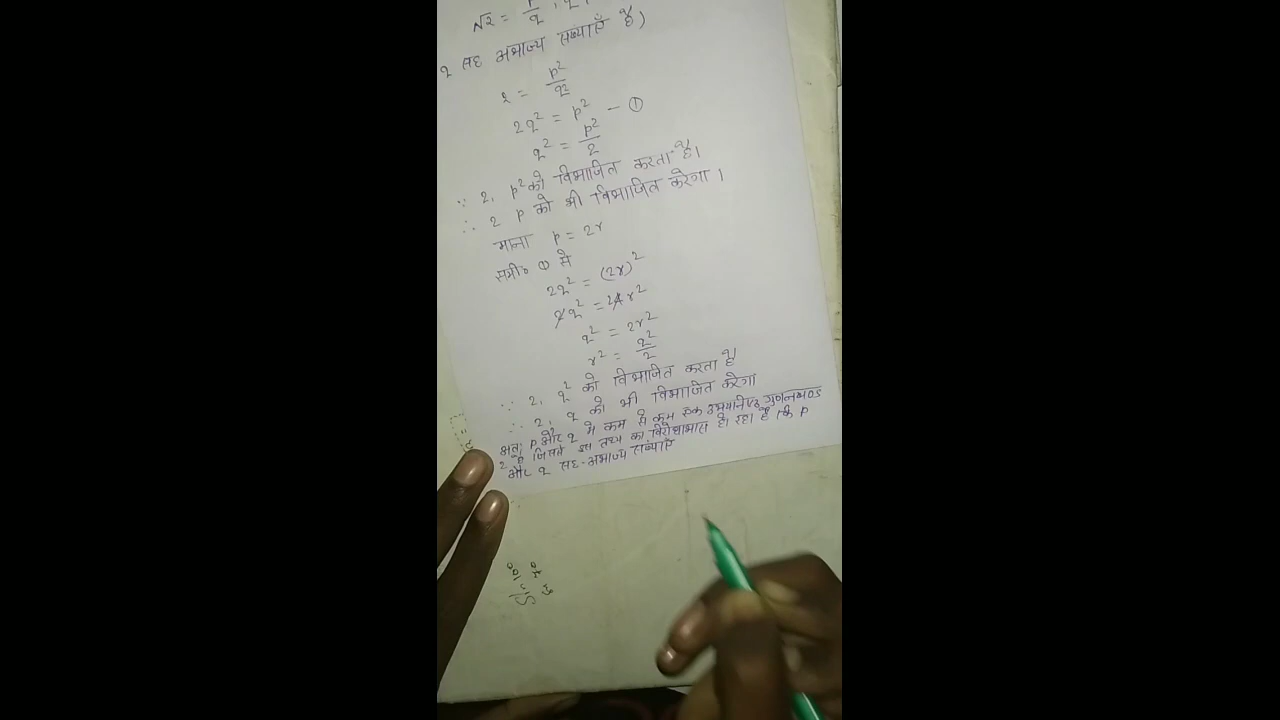 √2 = p/q, q
q सह अभाज्य संख्याएँ है)
2 = p²/q²
2q² = p² — ①
q² = p²/2
∵ 2, p² को विभाजित करता है।
∴ 2 p को भी विभाजित करेगा।
माना p = 2r
समी० ① से
2q² = (2r)²
2q² = 24r²
q² = 2r²
r² = q²/2
∵ 2, q² को विभाजित करता है
∴ 2, q को भी विभाजित करेगा
अतः p और q मे कम से कम एक उभयनिष्ठ गुणनखण्ड
2 है जिससे इस तथ्य का विरोधाभास हो रहा है कि p
और q सह-अभाज्य संख्याएँ